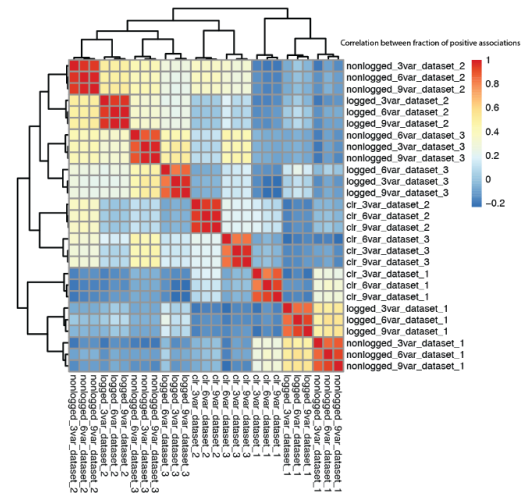 Correlation between fraction of positive associations
1
0.8
0.6
0.4
0.2
0
−0.2
nonlogged_3var_dataset_2
nonlogged_6var_dataset_2
nonlogged_9var_dataset_2
logged_3var_dataset_2
logged_6var_dataset_2
logged_9var_dataset_2
nonlogged_6var_dataset_3
nonlogged_3var_dataset_3
nonlogged_9var_dataset_3
logged_6var_dataset_3
logged_3var_dataset_3
logged_9var_dataset_3
clr_3var_dataset_2
clr_6var_dataset_2
clr_9var_dataset_2
clr_6var_dataset_3
clr_3var_dataset_3
clr_9var_dataset_3
clr_3var_dataset_1
clr_6var_dataset_1
clr_9var_dataset_1
logged_3var_dataset_1
logged_6var_dataset_1
logged_9var_dataset_1
nonlogged_3var_dataset_1
nonlogged_6var_dataset_1
nonlogged_9var_dataset_1
nonlogged_3var_dataset_2
nonlogged_6var_dataset_2
nonlogged_9var_dataset_2
logged_3var_dataset_2
logged_6var_dataset_2
logged_9var_dataset_2
nonlogged_6var_dataset_3
nonlogged_3var_dataset_3
nonlogged_9var_dataset_3
logged_6var_dataset_3
logged_3var_dataset_3
logged_9var_dataset_3
clr_3var_dataset_2
clr_6var_dataset_2
clr_9var_dataset_2
clr_6var_dataset_3
clr_3var_dataset_3
clr_9var_dataset_3
clr_3var_dataset_1
clr_6var_dataset_1
clr_9var_dataset_1
logged_3var_dataset_1
logged_6var_dataset_1
logged_9var_dataset_1
nonlogged_3var_dataset_1
nonlogged_6var_dataset_1
nonlogged_9var_dataset_1